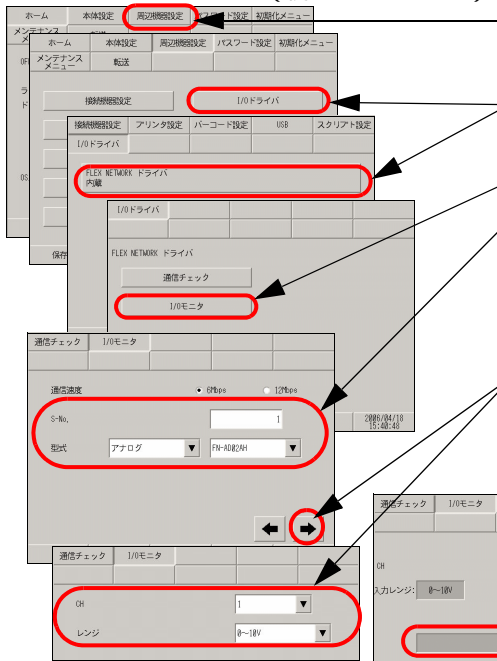 ホーム 本体設定 周辺機器設定 パスワード設定 初期化メニュー
メンテナンス
ホーム 本体設定 周辺機器設定 パスワード設定 初期化メニュー
メンテナンス
メニュー 転送
接続機器設定 I/Oドライバ
接続機器設定 プリンタ設定 バーコード設定 USB スクリプト設定
I/Oドライバ
FLEX NETWORK ドライバ
内蔵
I/Oドライバ
FLEX NETWORK ドライバ
通信チェック
I/Oモニタ
保存
2006/04/18
15:40:48
通信チェック I/Oモニタ
通信速度 6Mbps 12Mbps
S-No. 1
型式 アナログ FN-AD02AH
通信チェック I/Oモニタ
CH 1
レンジ 0～10V
通信チェック I/Oモニタ
CH
入力レンジ: 0～10V